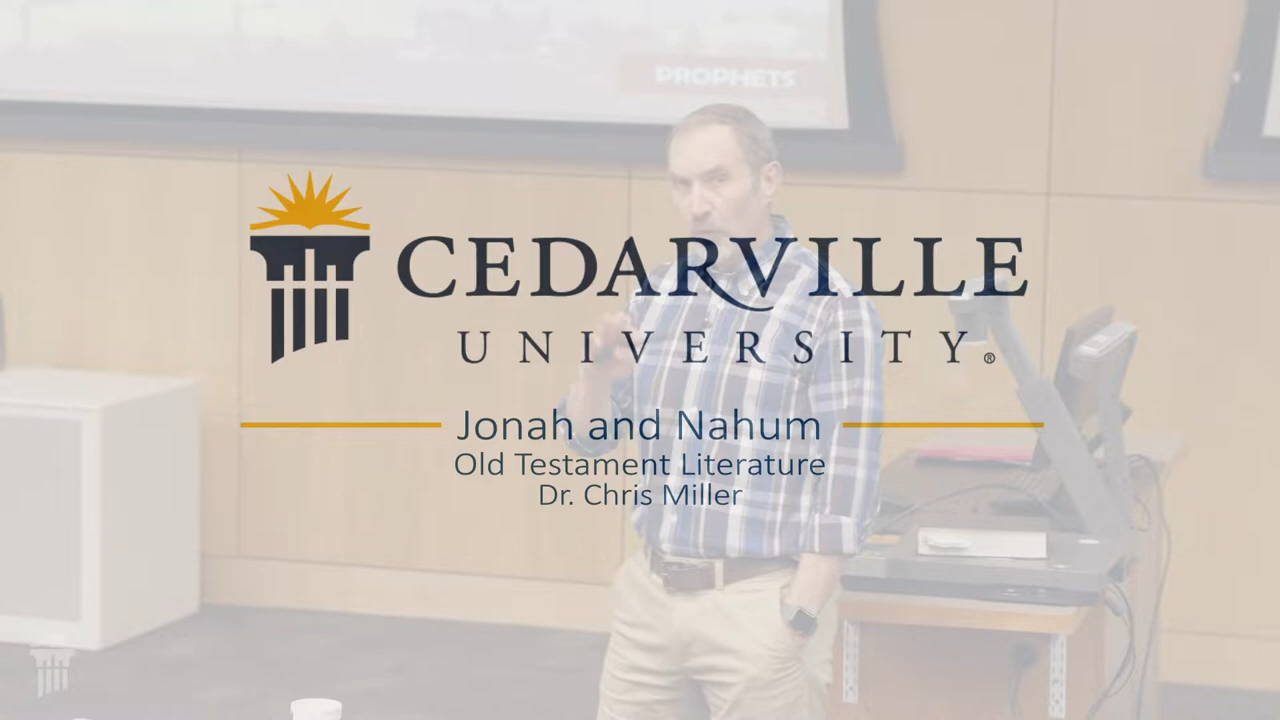 PROPHETS
CEDARVILLE
UNIVERSITY®
Jonah and Nahum
Old Testament Literature
Dr. Chris Miller